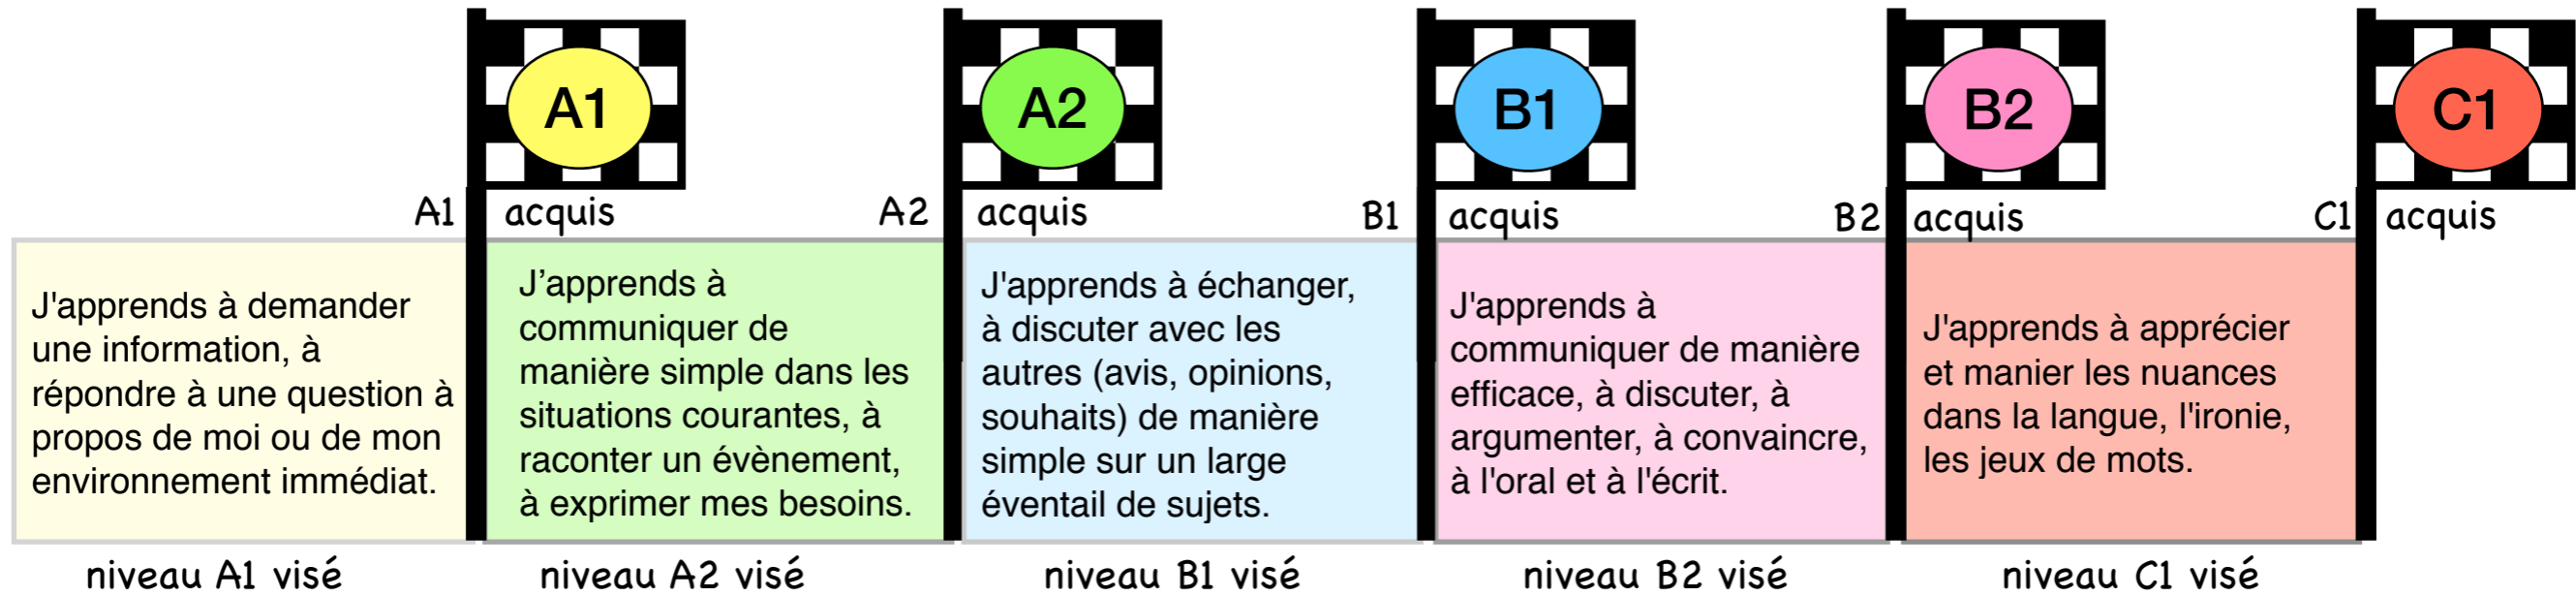 A1
A2
B1
B2
C1
A1 acquis
A2 acquis
B1 acquis
B2 acquis
C1 acquis
J'apprends à demander
une information, à
répondre à une question à
propos de moi ou de mon
environnement immédiat.
J’apprends à
communiquer de
manière simple dans les
situations courantes, à
raconter un évènement,
à exprimer mes besoins.
J'apprends à échanger,
à discuter avec les
autres (avis, opinions,
souhaits) de manière
simple sur un large
éventail de sujets.
J'apprends à
communiquer de manière
efficace, à discuter, à
argumenter, à convaincre,
à l'oral et à l'écrit.
J'apprends à apprécier
et manier les nuances
dans la langue, l'ironie,
les jeux de mots.
niveau A1 visé
niveau A2 visé
niveau B1 visé
niveau B2 visé
niveau C1 visé